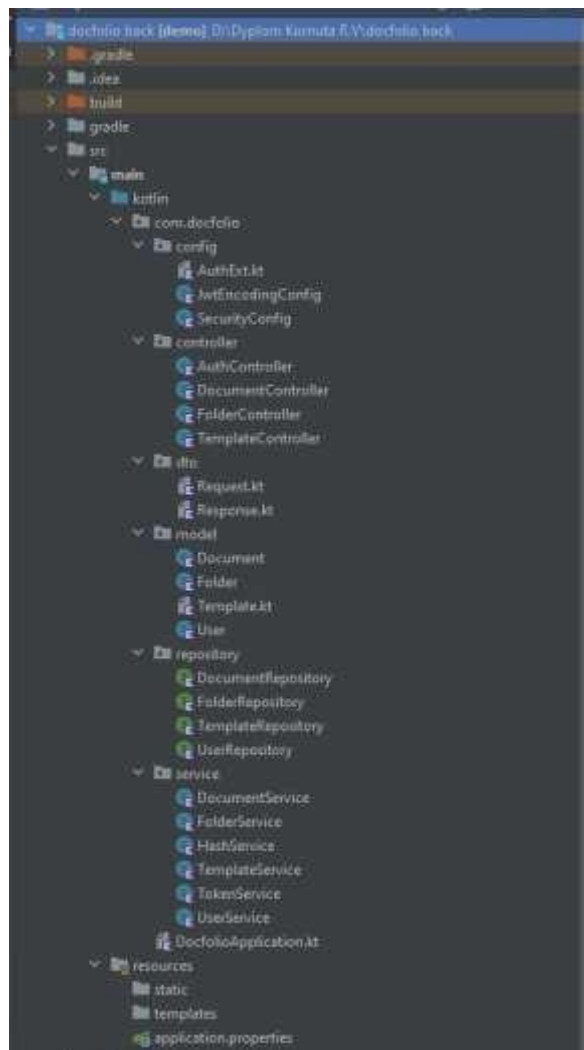 docfolio.back [demo] D:\Dyplom Kornuta R.V\docfolio.back
.gradle
.idea
build
gradle
src
main
kotlin
com.docfolio
config
AuthExt.kt
JwtEncodingConfig
SecurityConfig
controller
AuthController
DocumentController
FolderController
TemplateController
dto
Request.kt
Response.kt
model
Document
Folder
Template.kt
User
repository
DocumentRepository
FolderRepository
TemplateRepository
UserRepository
service
DocumentService
FolderService
HashService
TemplateService
TokenService
UserService
DocfolioApplication.kt
resources
static
templates
application.properties